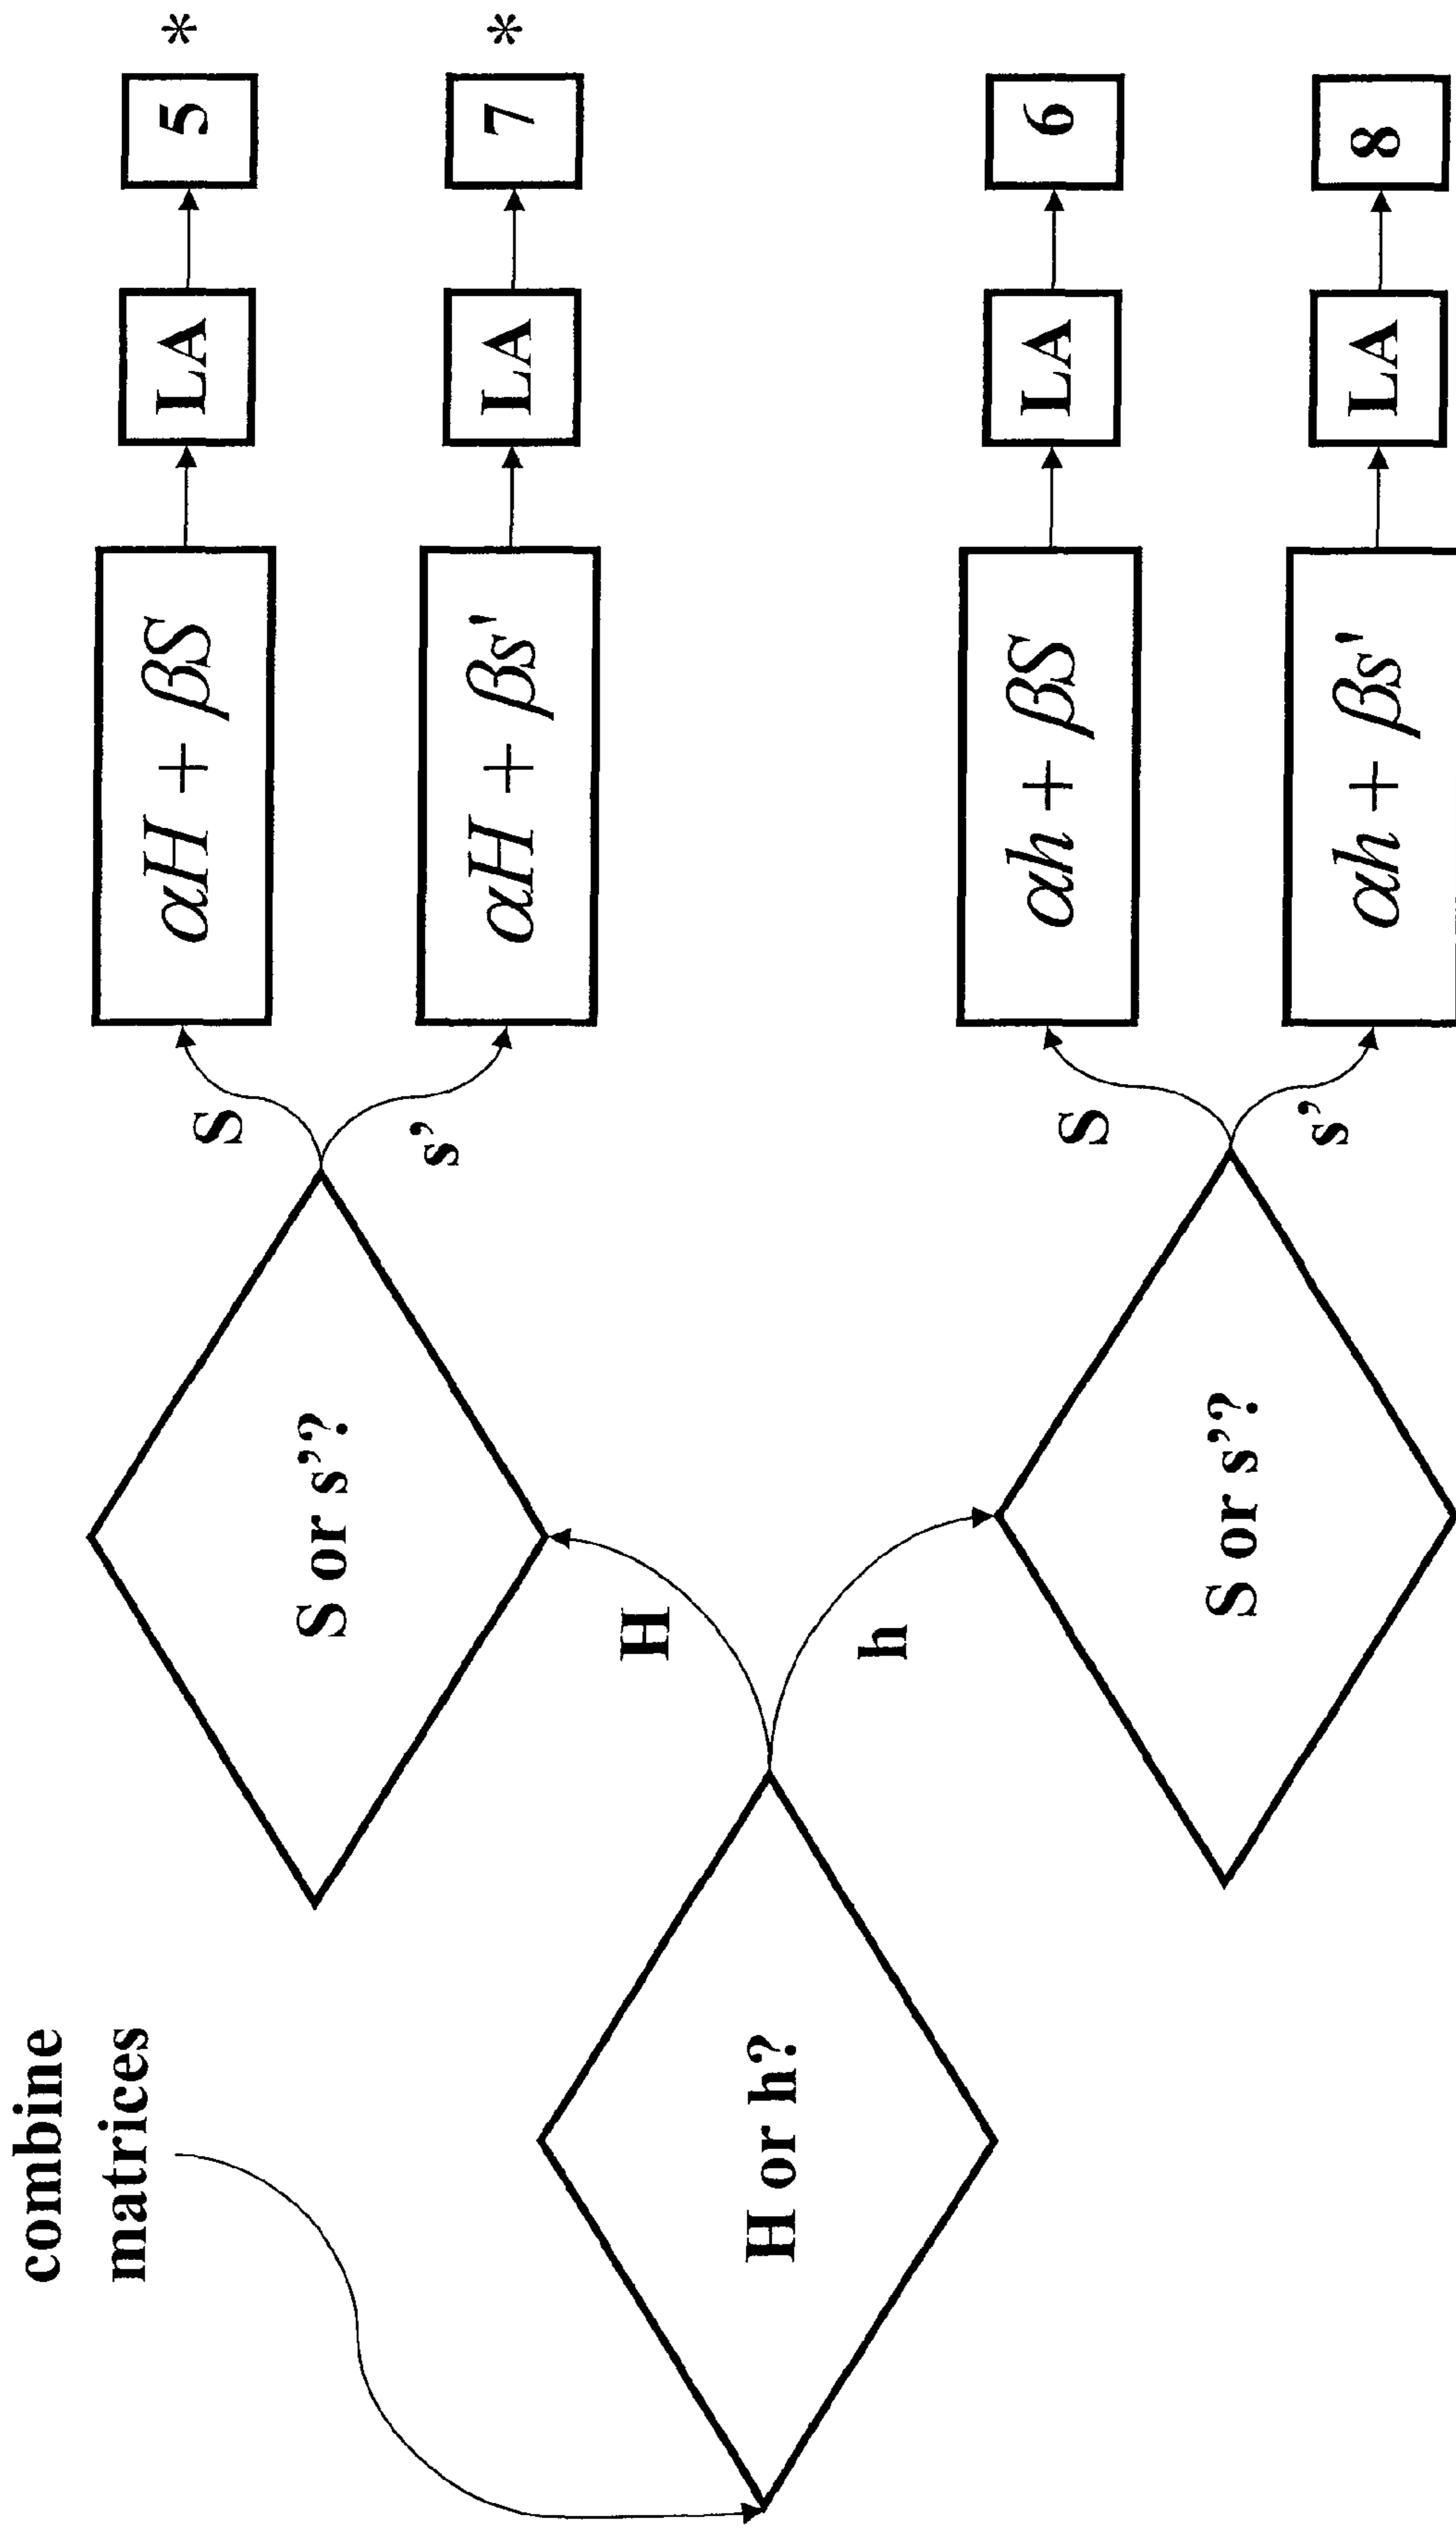 combine
matrices
H or h?
H
h
S or s’?
S
s’
αH + βS
LA
5
*
αH + βs'
LA
7
*
S or s’?
S
s’
αh + βS
LA
6
αh + βs'
LA
8